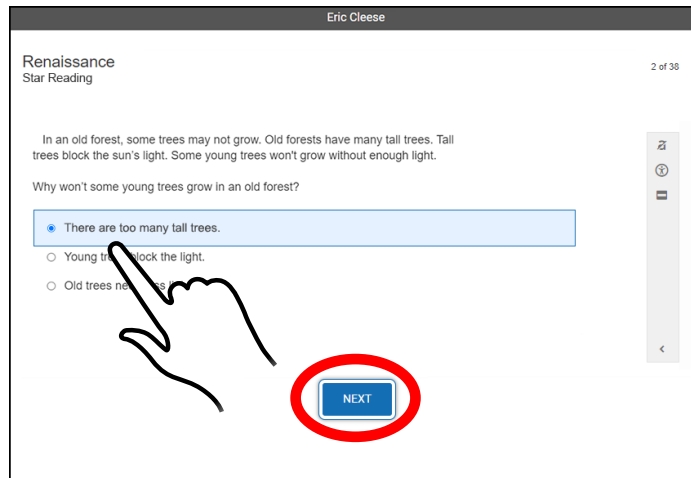 Eric Cleese
Renaissance
Star Reading
2 of 38
In an old forest, some trees may not grow. Old forests have many tall trees. Tall
trees block the sun's light. Some young trees won't grow without enough light.
Why won't some young trees grow in an old forest?
There are too many tall trees.
Young block the light.
Old trees
NEXT